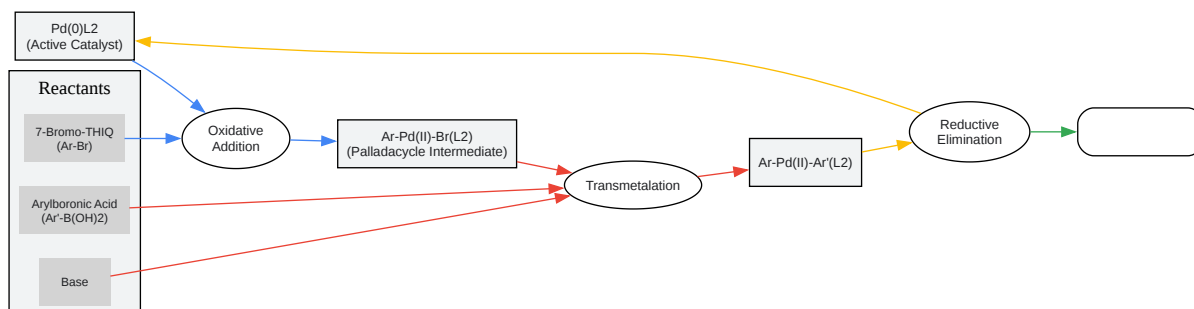 Pd(0)L2
(Active Catalyst)
Reactants
7-Bromo-THIQ
(Ar-Br)
Arylboronic Acid
(Ar'-B(OH)2)
Base
Oxidative
Addition
Ar-Pd(II)-Br(L2)
(Palladacycle Intermediate)
Transmetalation
Ar-Pd(II)-Ar'(L2)
Reductive
Elimination